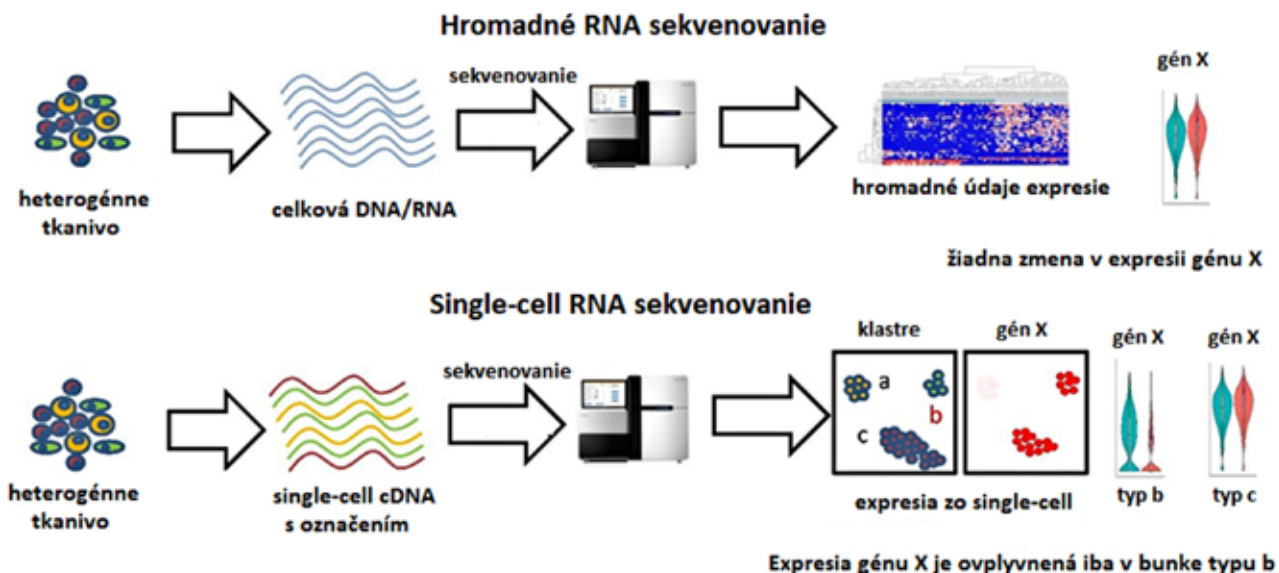 Hromadné RNA sekvenovanie
sekvenovanie
gén X
heterogénne
tkanivo
celková DNA/RNA
hromadné údaje expresie
žiadna zmena v expresii génu X
Single-cell RNA sekvenovanie
sekvenovanie
klastre
gén X
gén X
gén X
a
b
c
heterogénne
tkanivo
single-cell cDNA
s označením
expresia zo single-cell
typ b
typ c
Expresia génu X je ovplyvnená iba v bunke typu b